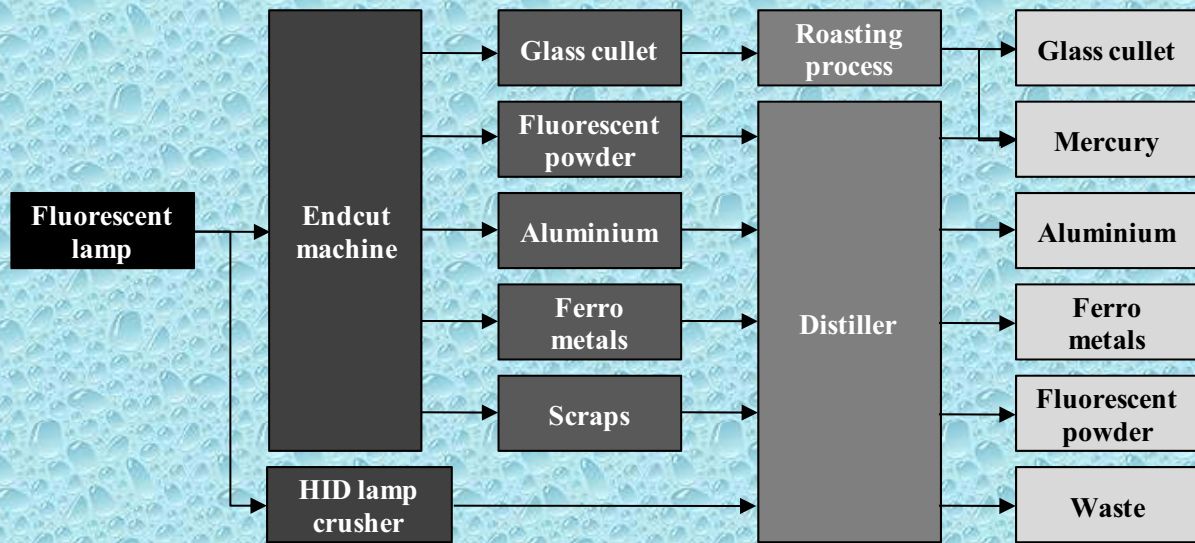 Glass cullet
Roasting
process
Glass cullet
Fluorescent
powder
Mercury
Fluorescent
lamp
Endcut
machine
Aluminium
Aluminium
Ferro
metals
Distiller
Ferro
metals
Scraps
Fluorescent
powder
HID lamp
crusher
Waste